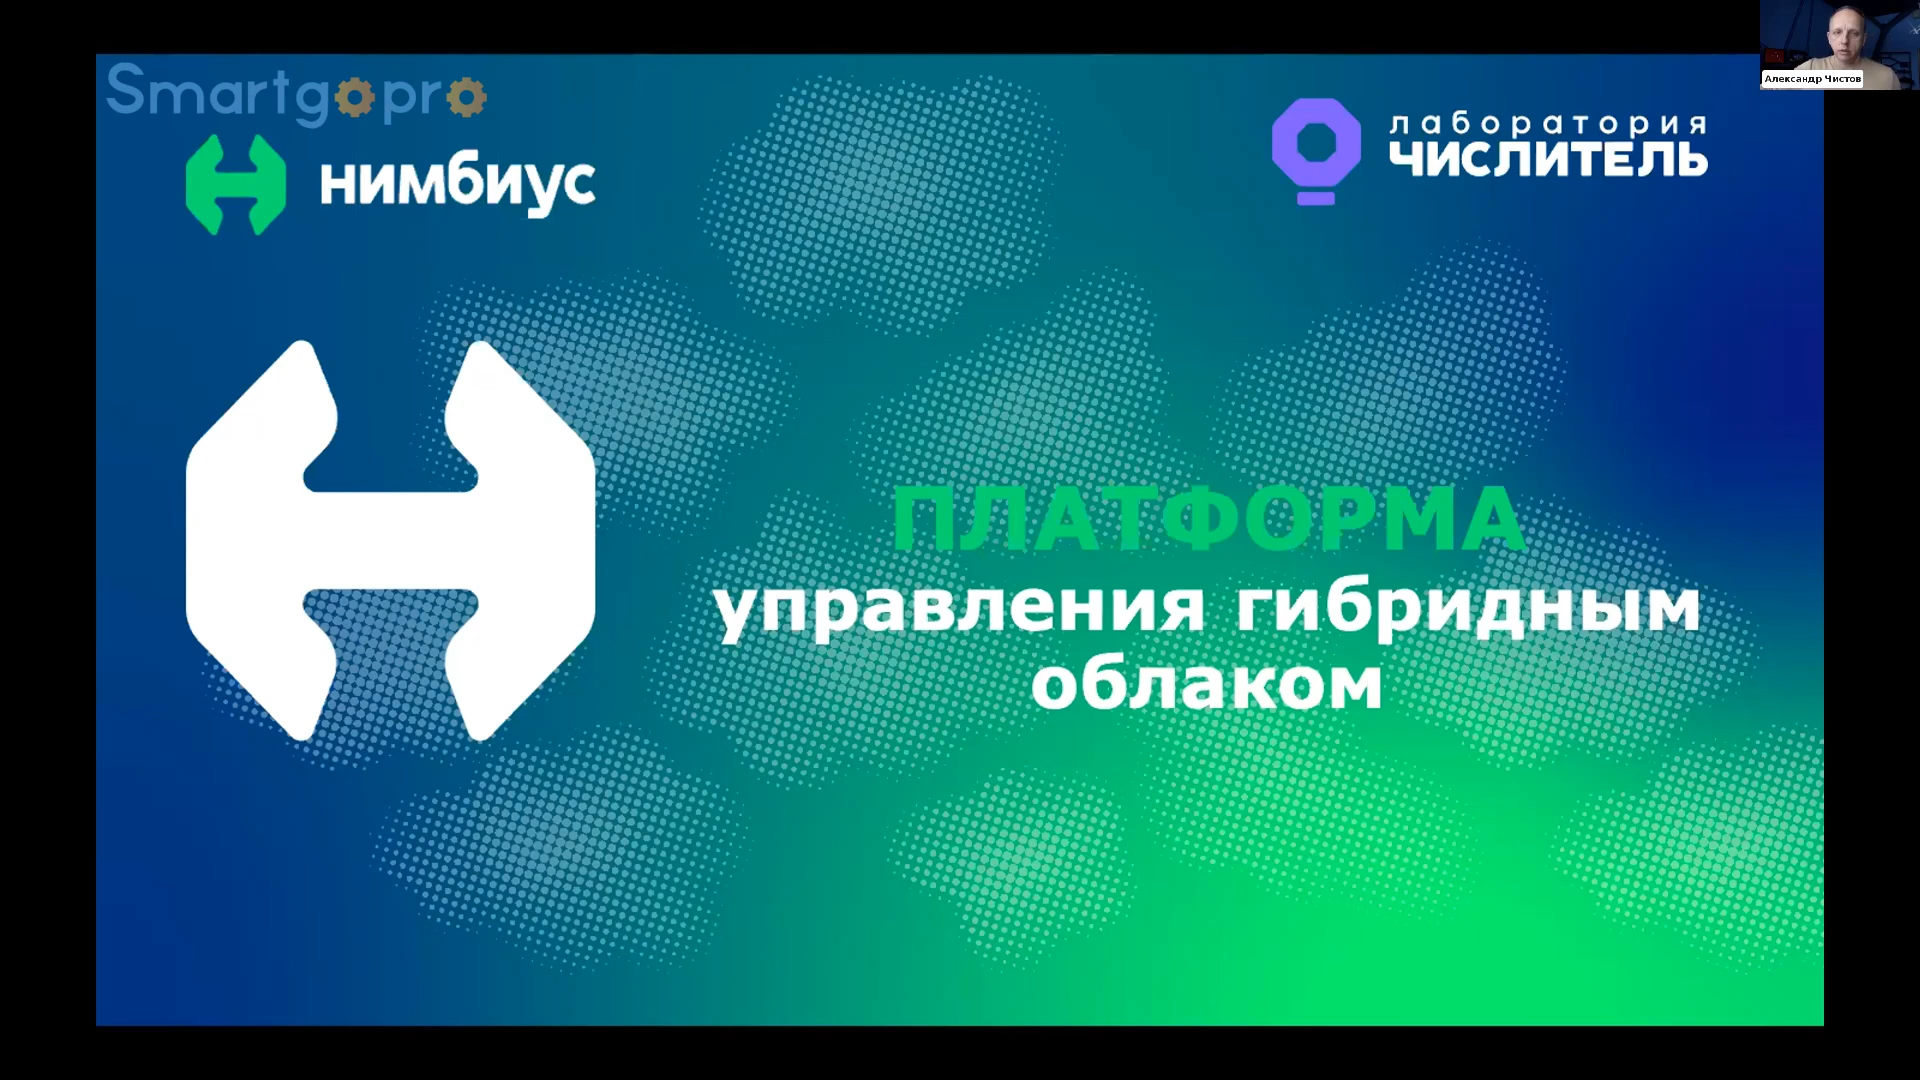 Smartgopro
нимбиус
лаборатория
ЧИСЛИТЕЛЬ
Александр Чистов
ПЛАТФОРМА
управления гибридным
облаком